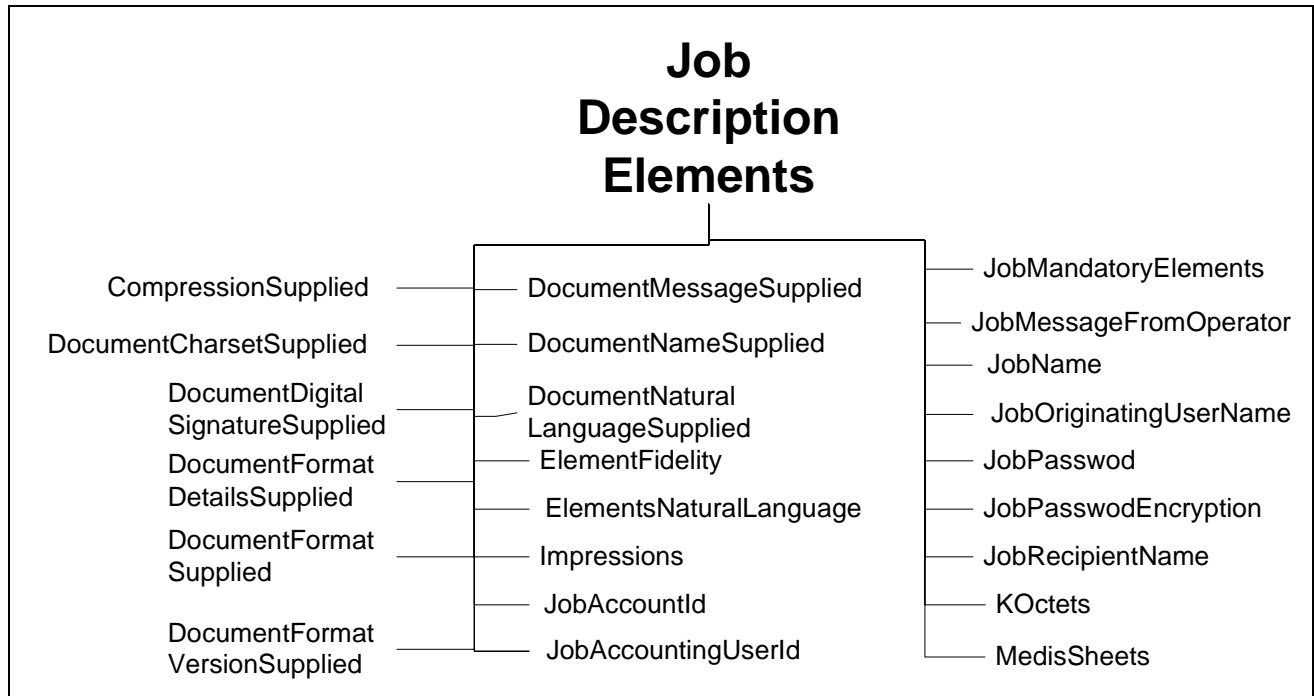 Job
Description
Elements
CompressionSupplied
DocumentCharsetSupplied
DocumentDigital
SignatureSupplied
DocumentFormat
DetailsSupplied
DocumentFormat
Supplied
DocumentFormat
VersionSupplied
DocumentMessageSupplied
DocumentNameSupplied
DocumentNatural
LanguageSupplied
ElementFidelity
ElementsNaturalLanguage
Impressions
JobAccountId
JobAccountingUserId
JobMandatoryElements
JobMessageFromOperator
JobName
JobOriginatingUserName
JobPasswod
JobPasswodEncryption
JobRecipientName
KOctets
MedisSheets